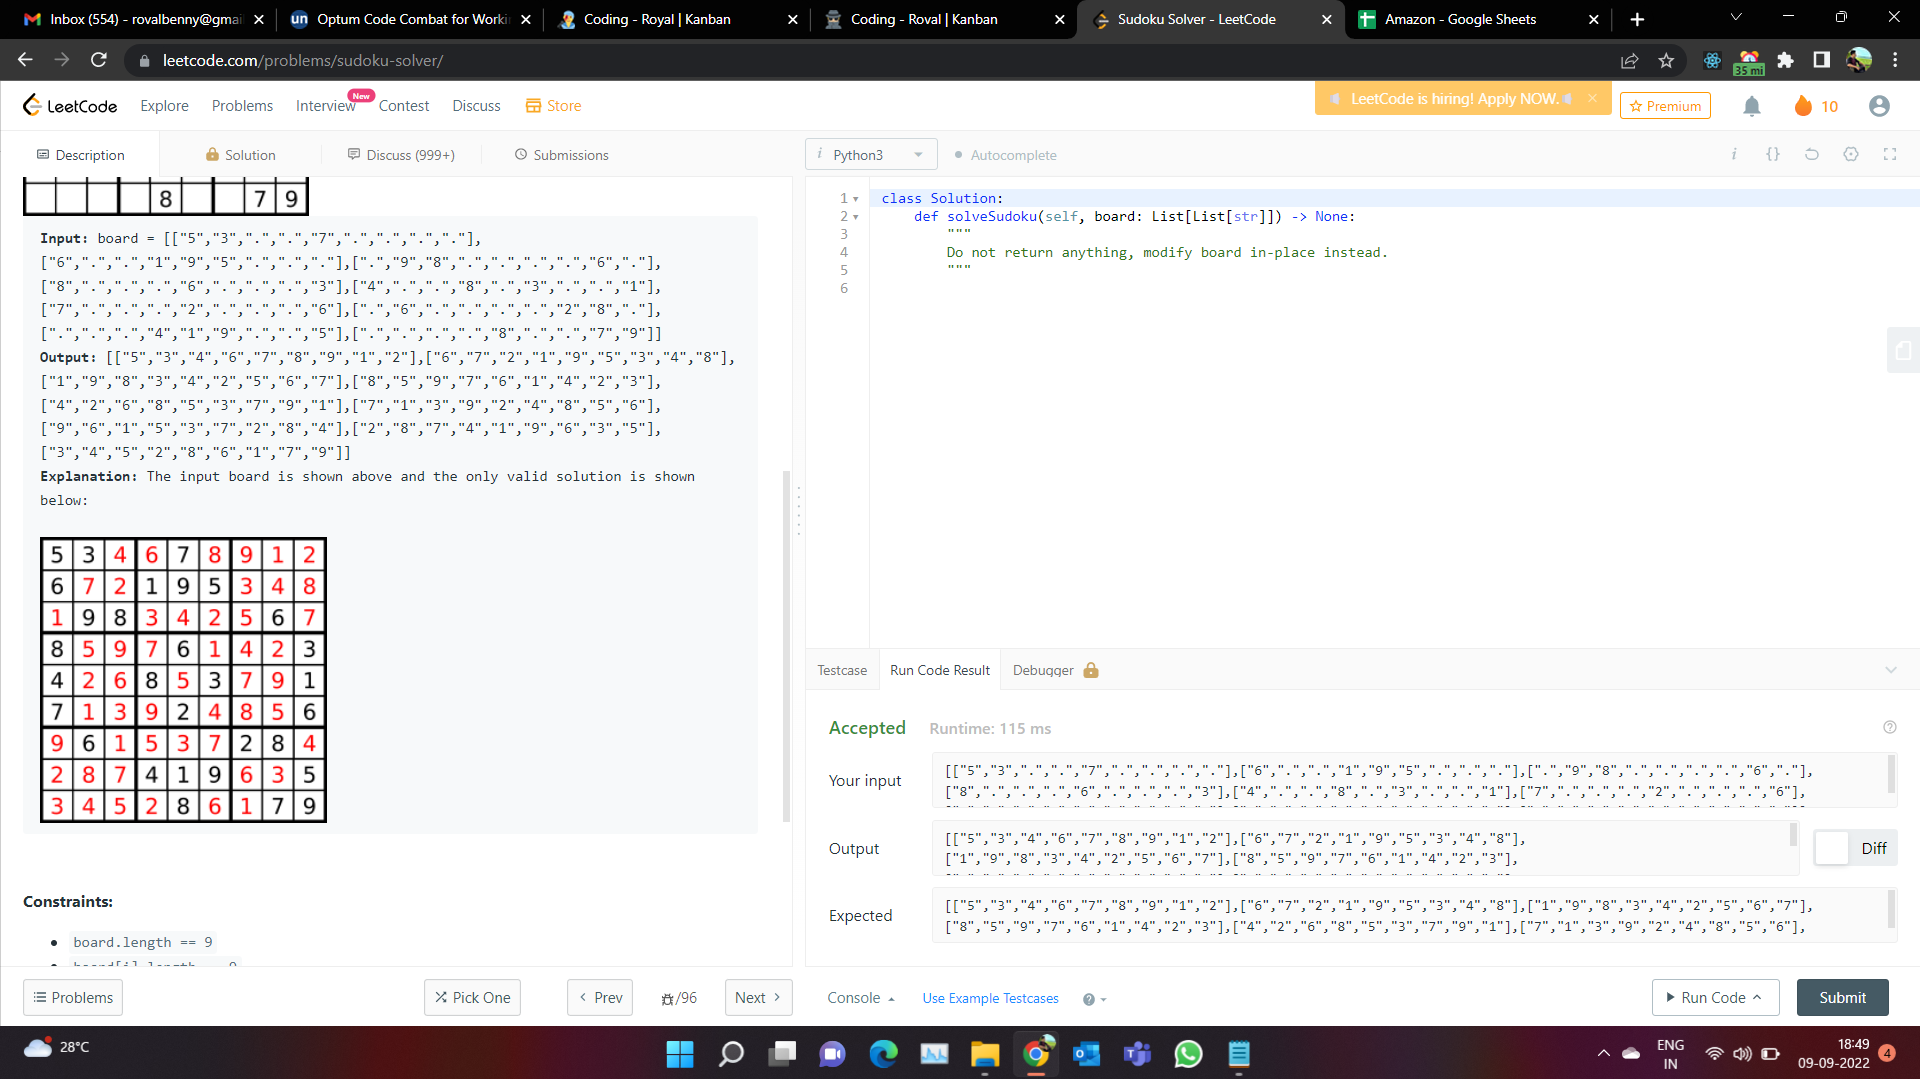 Inbox (554) - rovalbenny@gmai
Optum Code Combat for Workin
Coding - Royal | Kanban
Coding - Roval | Kanban
Sudoku Solver - LeetCode
Amazon - Google Sheets
leetcode.com/problems/sudoku-solver/
35 mi
LeetCode
Explore
Problems
Interview
New
Contest
Discuss
Store
LeetCode is hiring! Apply NOW.
Premium
10
Description
Solution
Discuss (999+)
Submissions
i Python3
Autocomplete
8 7 9
Input: board = [["5","3",".",".","7",".",".",".","."],
["6",".",".","1","9","5",".",".","."],[".","9","8",".",".",".",".","6","."],
["8",".",".",".","6",".",".",".","3"],["4",".",".","8",".","3",".",".","1"],
["7",".",".",".","2",".",".",".","6"],[".","6",".",".",".",".","2","8","."],
[".",".",".","4","1","9",".",".","5"],[".",".",".",".","8",".",".","7","9"]]
Output: [["5","3","4","6","7","8","9","1","2"],["6","7","2","1","9","5","3","4","8"],
["1","9","8","3","4","2","5","6","7"],["8","5","9","7","6","1","4","2","3"],
["4","2","6","8","5","3","7","9","1"],["7","1","3","9","2","4","8","5","6"],
["9","6","1","5","3","7","2","8","4"],["2","8","7","4","1","9","6","3","5"],
["3","4","5","2","8","6","1","7","9"]]
Explanation: The input board is shown above and the only valid solution is shown
below:
5 3 4 6 7 8 9 1 2
6 7 2 1 9 5 3 4 8
1 9 8 3 4 2 5 6 7
8 5 9 7 6 1 4 2 3
4 2 6 8 5 3 7 9 1
7 1 3 9 2 4 8 5 6
9 6 1 5 3 7 2 8 4
2 8 7 4 1 9 6 3 5
3 4 5 2 8 6 1 7 9
Constraints:
• board.length == 9
1 class Solution:
2 def solveSudoku(self, board: List[List[str]]) -> None:
3 """
4 Do not return anything, modify board in-place instead.
5 """
6
Testcase
Run Code Result
Debugger
Accepted
Runtime: 115 ms
Your input
[["5","3",".",".","7",".",".",".","."],["6",".",".","1","9","5",".",".","."],[".","9","8",".",".",".",".","6","."],
["8",".",".",".","6",".",".",".","3"],["4",".",".","8",".","3",".",".","1"],["7",".",".",".","2",".",".",".","6"],
Output
[["5","3","4","6","7","8","9","1","2"],["6","7","2","1","9","5","3","4","8"],
["1","9","8","3","4","2","5","6","7"],["8","5","9","7","6","1","4","2","3"],
Diff
Expected
[["5","3","4","6","7","8","9","1","2"],["6","7","2","1","9","5","3","4","8"],["1","9","8","3","4","2","5","6","7"],
["8","5","9","7","6","1","4","2","3"],["4","2","6","8","5","3","7","9","1"],["7","1","3","9","2","4","8","5","6"],
Problems
Pick One
Prev
/96
Next
Console
Use Example Testcases
Run Code
Submit
28°C
ENG
IN
18:49
09-09-2022
4